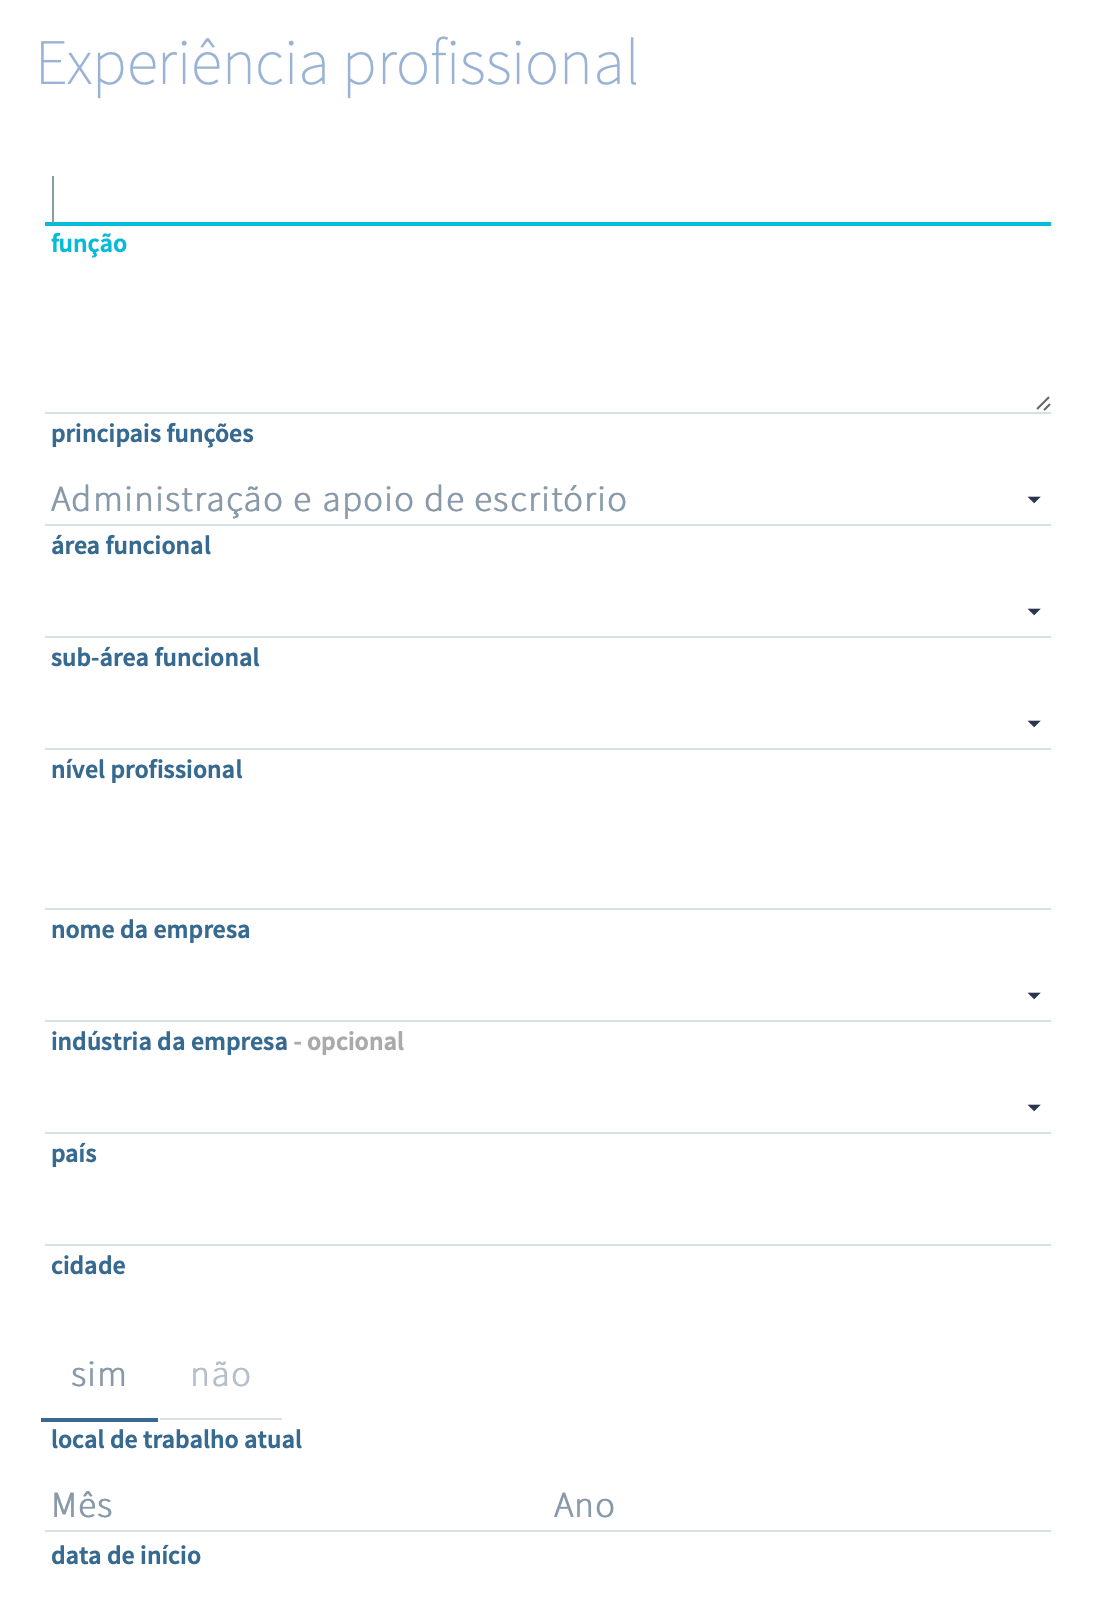 Experiência profissional
função
principais funções
Administração e apoio de escritório
área funcional
sub-área funcional
nível profissional
nome da empresa
indústria da empresa - opcional
país
cidade
sim não
local de trabalho atual
Mês Ano
data de início